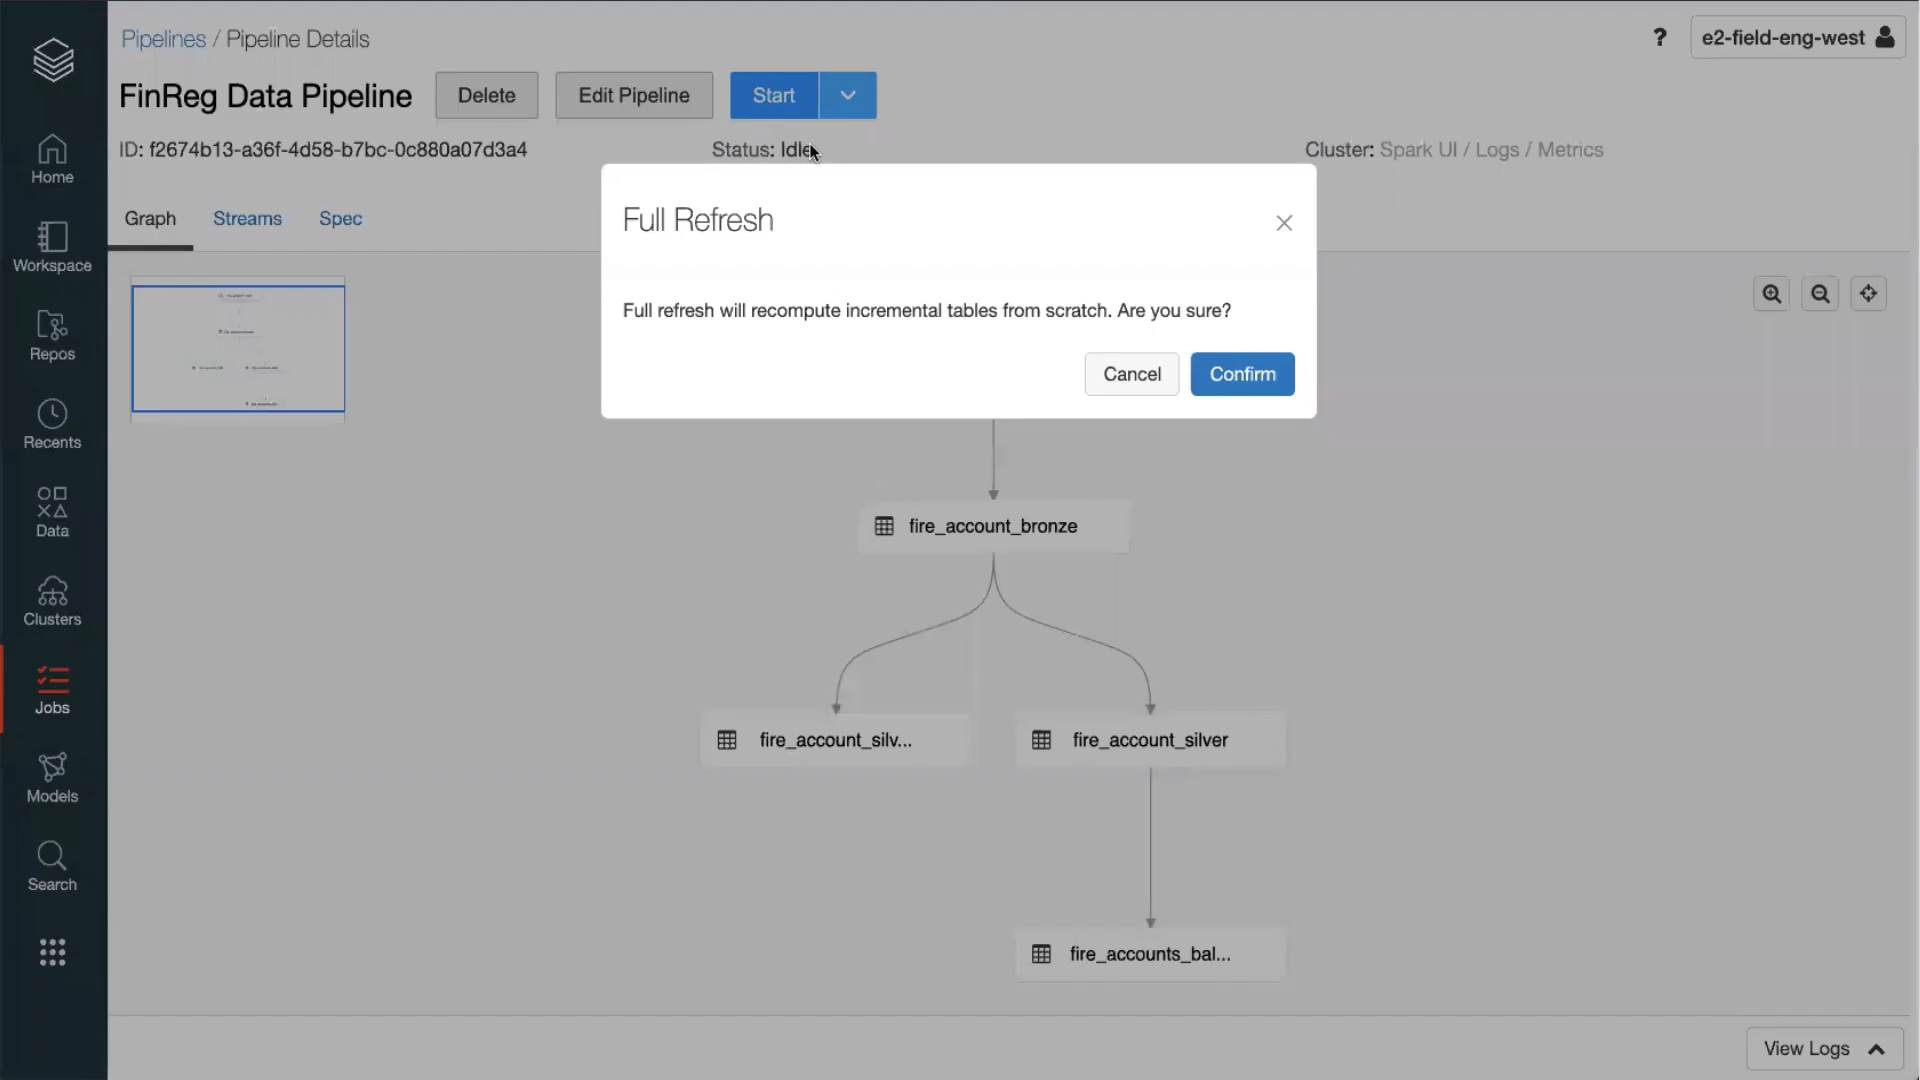 Pipelines / Pipeline Details
? e2-field-eng-west
FinReg Data Pipeline Delete Edit Pipeline Start
ID: f2674b13-a36f-4d58-b7bc-0c880a07d3a4 Status: Idle Cluster: Spark UI / Logs / Metrics
Graph Streams Spec
Home
Workspace
Repos
Recents
Data
Clusters
Jobs
Models
Search
Full Refresh
Full refresh will recompute incremental tables from scratch. Are you sure?
Cancel Confirm
fire_account_bronze
fire_account_silv... fire_account_silver
fire_accounts_bal...
View Logs